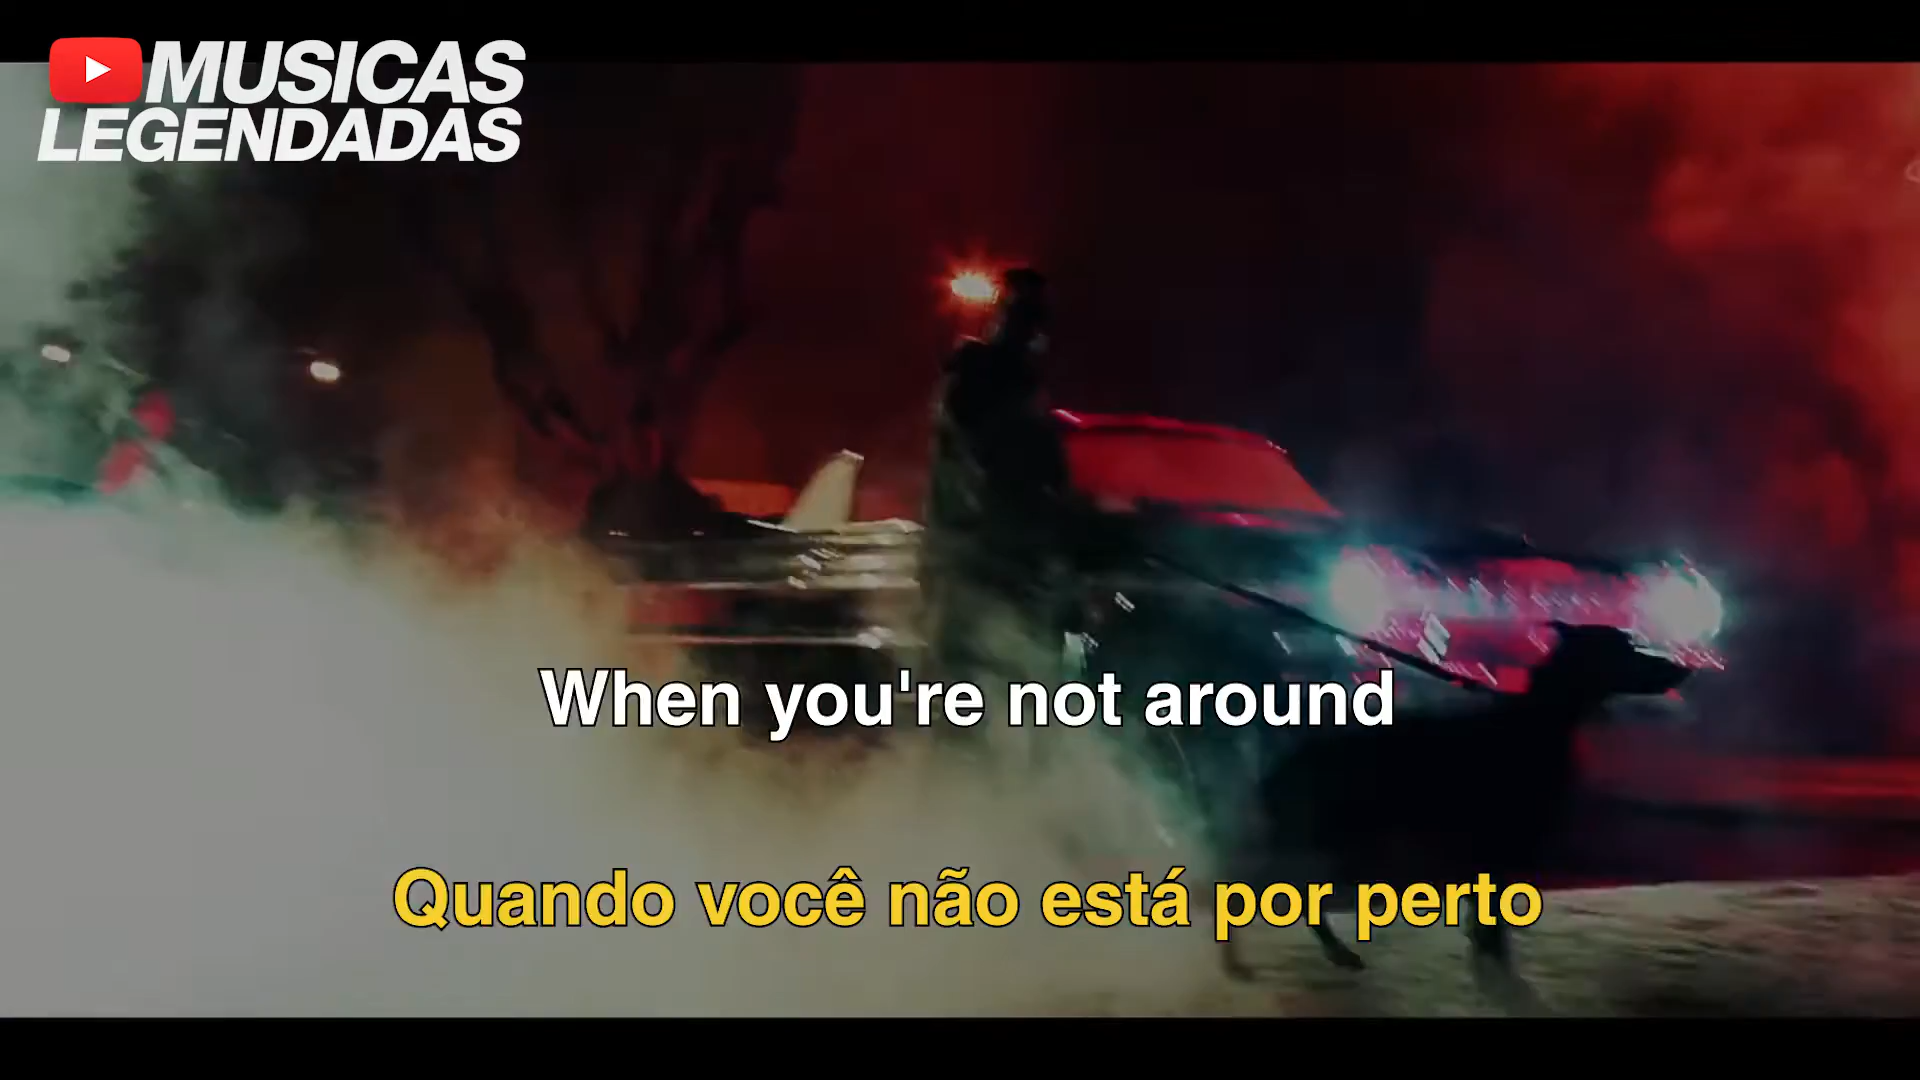 MUSICAS
LEGENDADAS
When you're not around
Quando você não está por perto